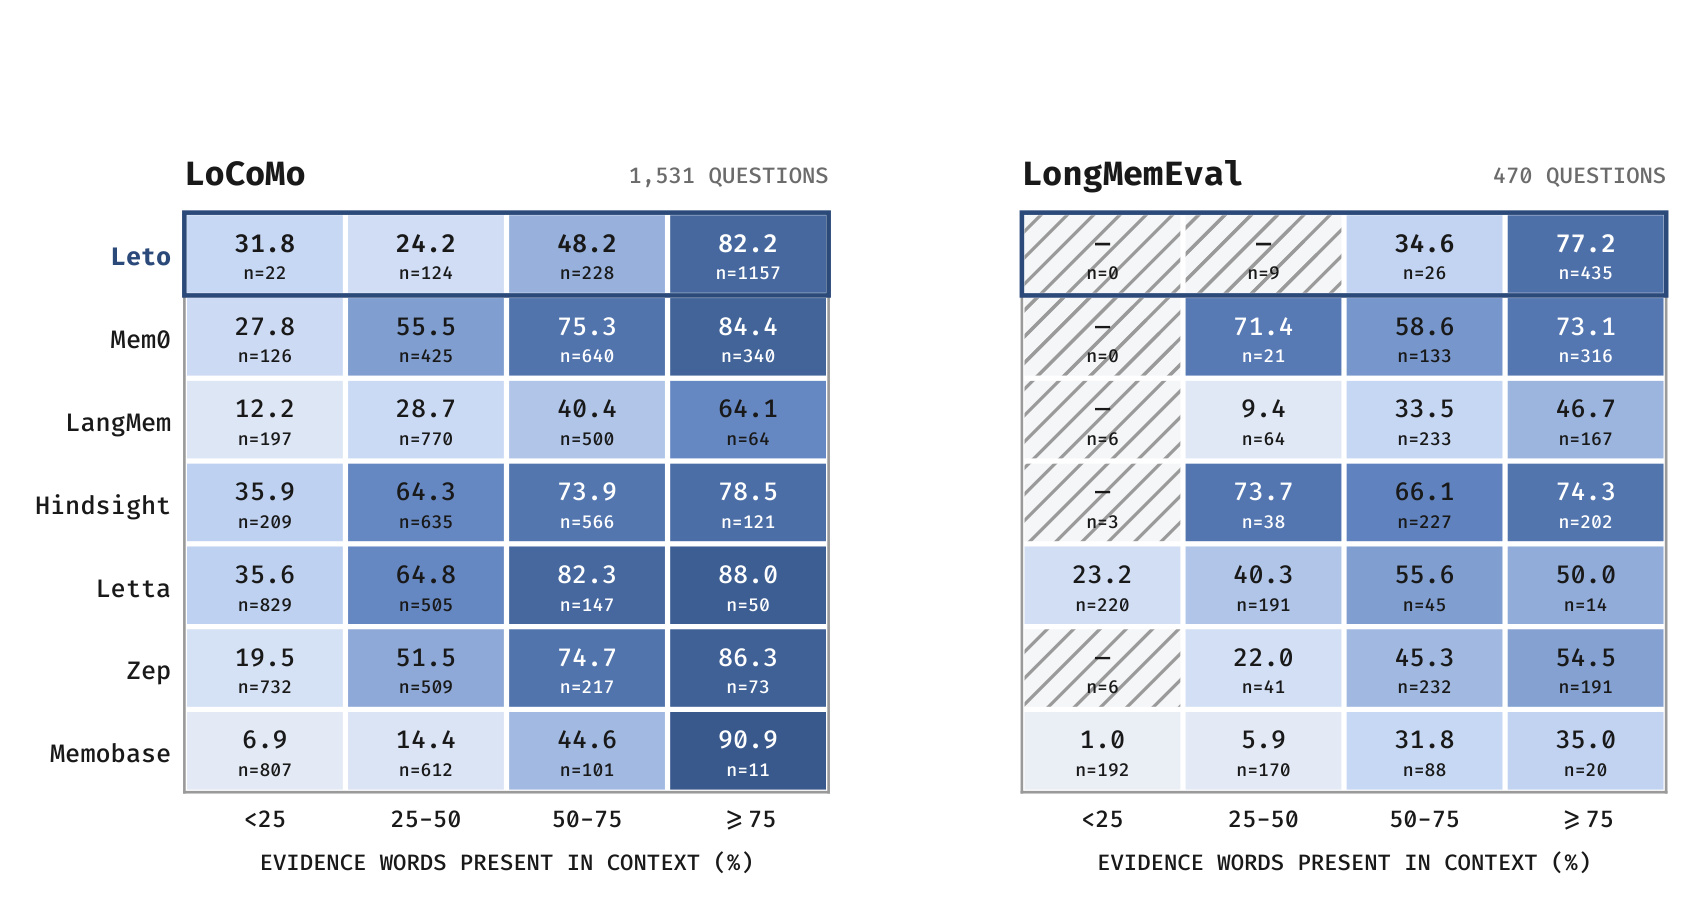 LoCoMo 1,531 QUESTIONS
Leto 31.8 24.2 48.2 82.2
n=22 n=124 n=228 n=1157
Mem0 27.8 55.5 75.3 84.4
n=126 n=425 n=640 n=340
LangMem 12.2 28.7 40.4 64.1
n=197 n=770 n=500 n=64
Hindsight 35.9 64.3 73.9 78.5
n=209 n=635 n=566 n=121
Letta 35.6 64.8 82.3 88.0
n=829 n=505 n=147 n=50
Zep 19.5 51.5 74.7 86.3
n=732 n=509 n=217 n=73
Memobase 6.9 14.4 44.6 90.9
n=807 n=612 n=101 n=11
<25 25–50 50–75 ⩾75
EVIDENCE WORDS PRESENT IN CONTEXT (%)
LongMemEval 470 QUESTIONS
– – 34.6 77.2
n=0 n=9 n=26 n=435
– 71.4 58.6 73.1
n=0 n=21 n=133 n=316
– 9.4 33.5 46.7
n=6 n=64 n=233 n=167
– 73.7 66.1 74.3
n=3 n=38 n=227 n=202
23.2 40.3 55.6 50.0
n=220 n=191 n=45 n=14
– 22.0 45.3 54.5
n=6 n=41 n=232 n=191
1.0 5.9 31.8 35.0
n=192 n=170 n=88 n=20
<25 25–50 50–75 ⩾75
EVIDENCE WORDS PRESENT IN CONTEXT (%)